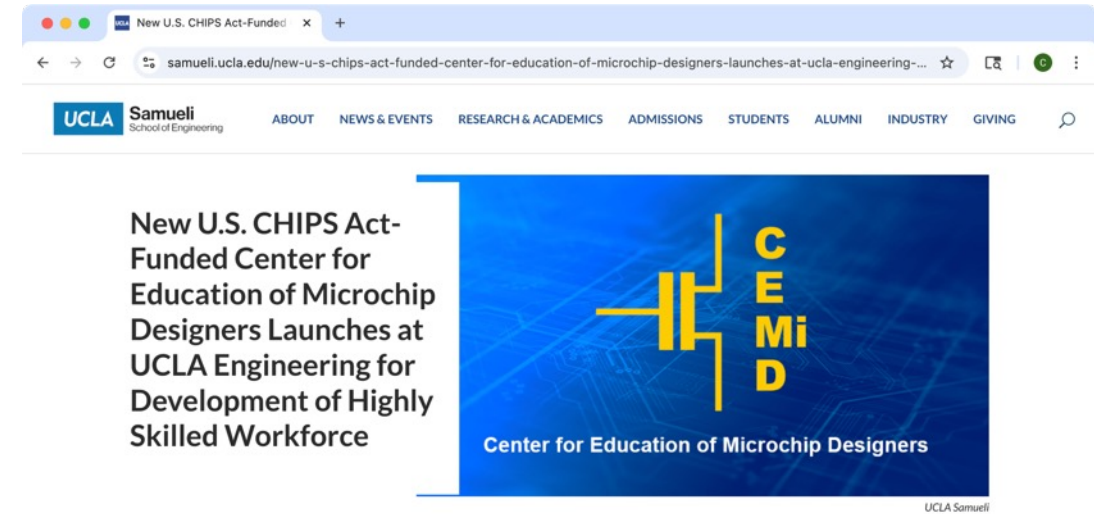 New U.S. CHIPS Act-Funded
samueli.ucla.edu/new-u-s-chips-act-funded-center-for-education-of-microchip-designers-launches-at-ucla-engineering-...
C
UCLA Samueli
School of Engineering
ABOUT NEWS & EVENTS RESEARCH & ACADEMICS ADMISSIONS STUDENTS ALUMNI INDUSTRY GIVING
New U.S. CHIPS Act-
Funded Center for
Education of Microchip
Designers Launches at
UCLA Engineering for
Development of Highly
Skilled Workforce
C
E
Mi
D
Center for Education of Microchip Designers
UCLA Samueli